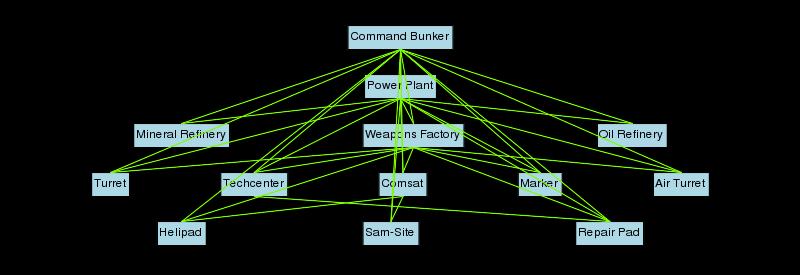 Command Bunker
Power Plant
Mineral Refinery
Weapons Factory
Oil Refinery
Turret
Techcenter
Comsat
Marker
Air Turret
Helipad
Sam-Site
Repair Pad